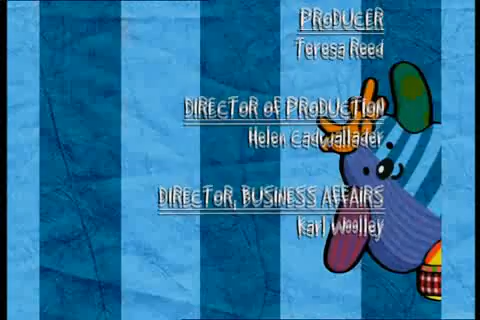 PRODUCER
Teresa Reed
DIRECTOR OF PRODUCTION
Helen Cadwallader
DIRECTOR, BUSINESS AFFAIRS
Karl Woolley